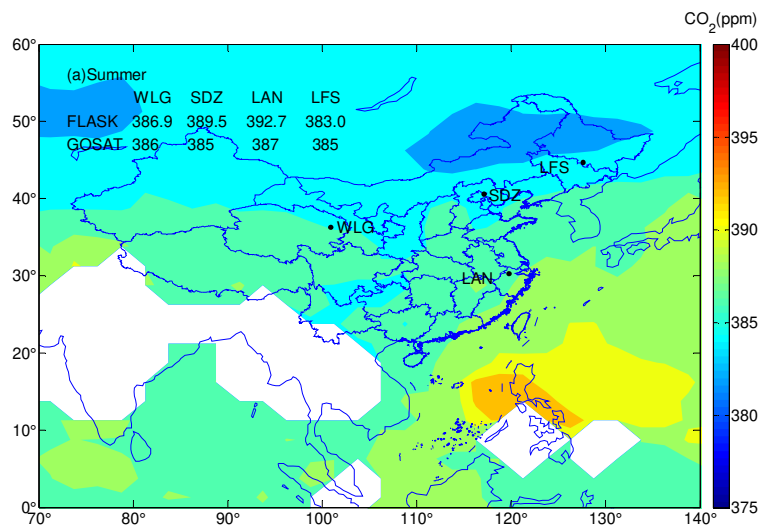 CO2(ppm)
60°
400
(a)Summer
WLG SDZ LAN LFS
FLASK 386.9 389.5 392.7 383.0
GOSAT 386 385 387 385
50°
395
LFS
40°
SDZ
390
WLG
30°
LAN
385
20°
380
10°
0°
375
70° 80° 90° 100° 110° 120° 130° 140°